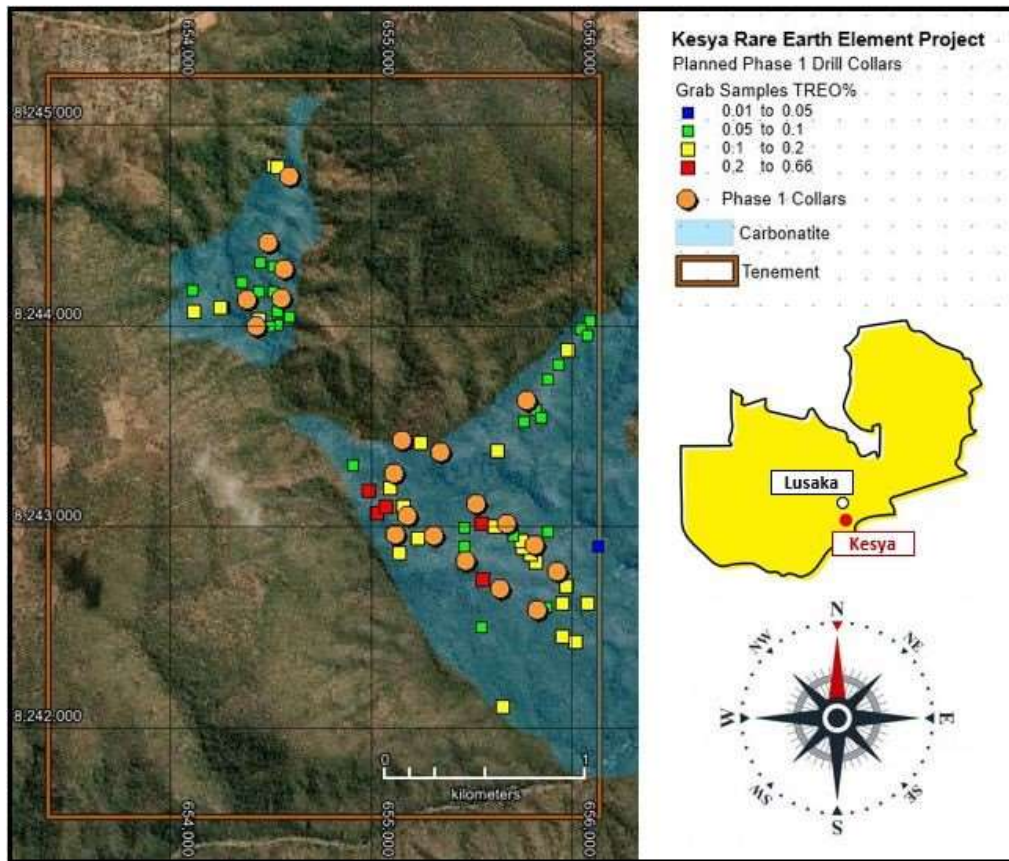 654,000
655,000
656,000
8,245,000
8,244,000
8,243,000
8,242,000
654,000
655,000
656,000
0 1
kilometers
Kesya Rare Earth Element Project
Planned Phase 1 Drill Collars
Grab Samples TREO%
0.01 to 0.05
0.05 to 0.1
0.1 to 0.2
0.2 to 0.66
Phase 1 Collars
Carbonatite
Tenement
Lusaka
Kesya
N
NW NE
W E
SW SE
S